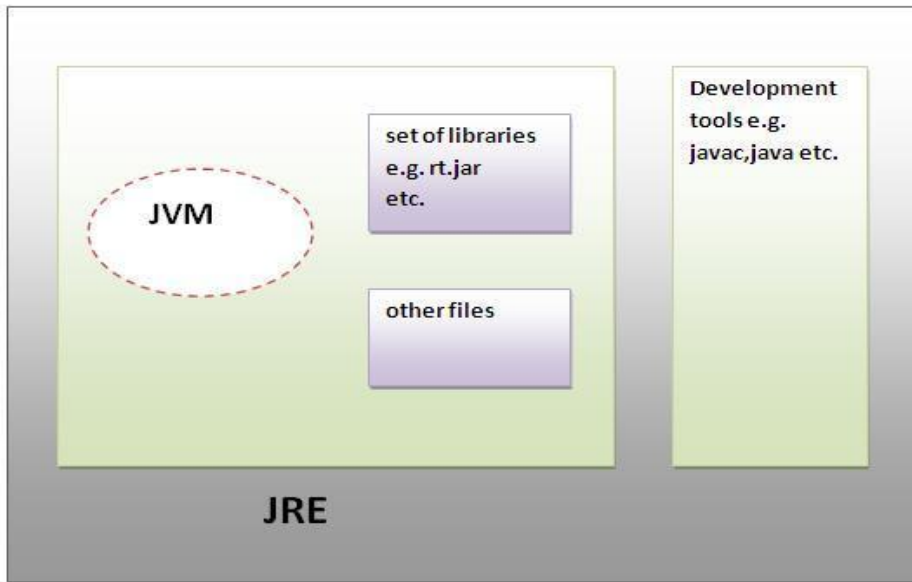 JVM
set of libraries
e.g. rt.jar
etc.
other files
Development
tools e.g.
javac,java etc.
JRE